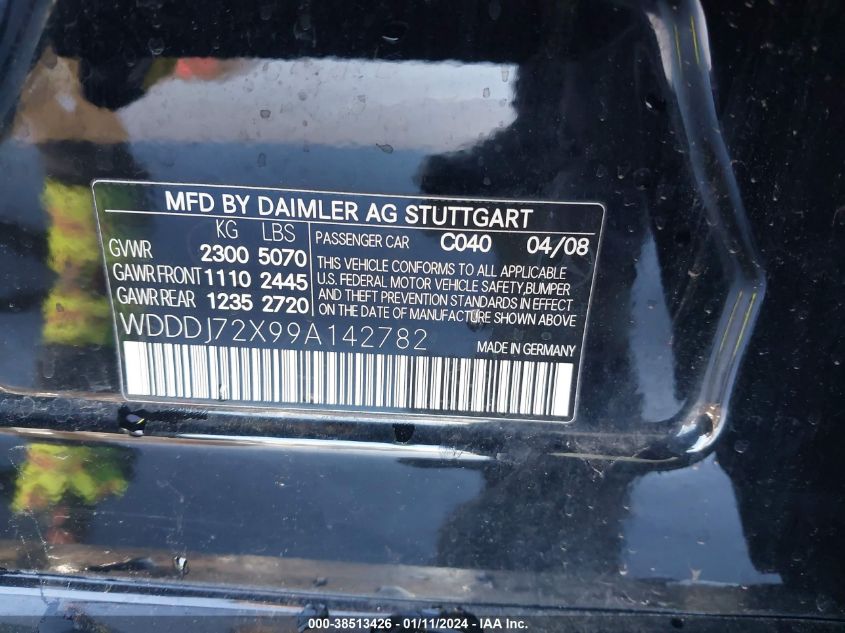 MFD BY DAIMLER AG STUTTGART
KG LBS
GVWR 2300 5070
GAWR FRONT 1110 2445
GAWR REAR 1235 2720
PASSENGER CAR C040 04/08
THIS VEHICLE CONFORMS TO ALL APPLICABLE
U.S. FEDERAL MOTOR VEHICLE SAFETY, BUMPER
AND THEFT PREVENTION STANDARDS IN EFFECT
ON THE DATE OF MANUFACTURE SHOWN ABOVE
WDDDJ72X99A142782
MADE IN GERMANY
000-38513426 - 01/11/2024 - IAA Inc.